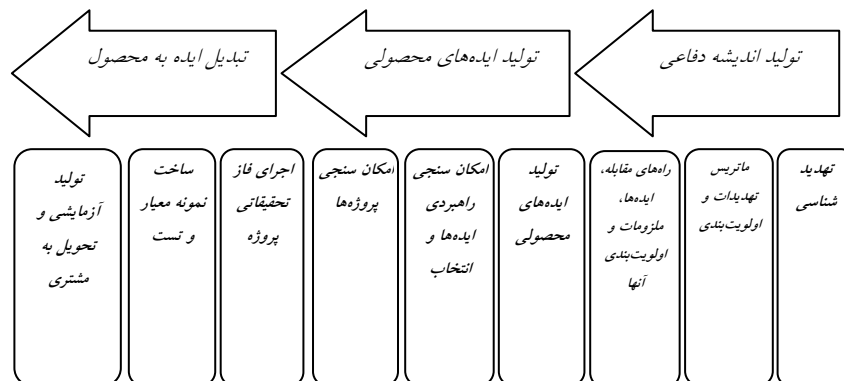 تولید اندیشه دفاعی
تولید ایده‌های محصولی
تبدیل ایده به محصول
تهدید
شناسی
ماتریس
تهدیدات و
اولویت‌بندی
راه‌های مقابله،
ایده‌ها،
ملزومات و
اولویت‌بندی
آنها
تولید
ایده‌های
محصولی
امکان سنجی
راهبردی
ایده‌ها و
انتخاب
امکان سنجی
پروژه‌ها
اجرای فاز
تحقیقاتی
پروژه
ساخت
نمونه معیار
و تست
تولید
آزمایشی و
تحویل به
مشتری